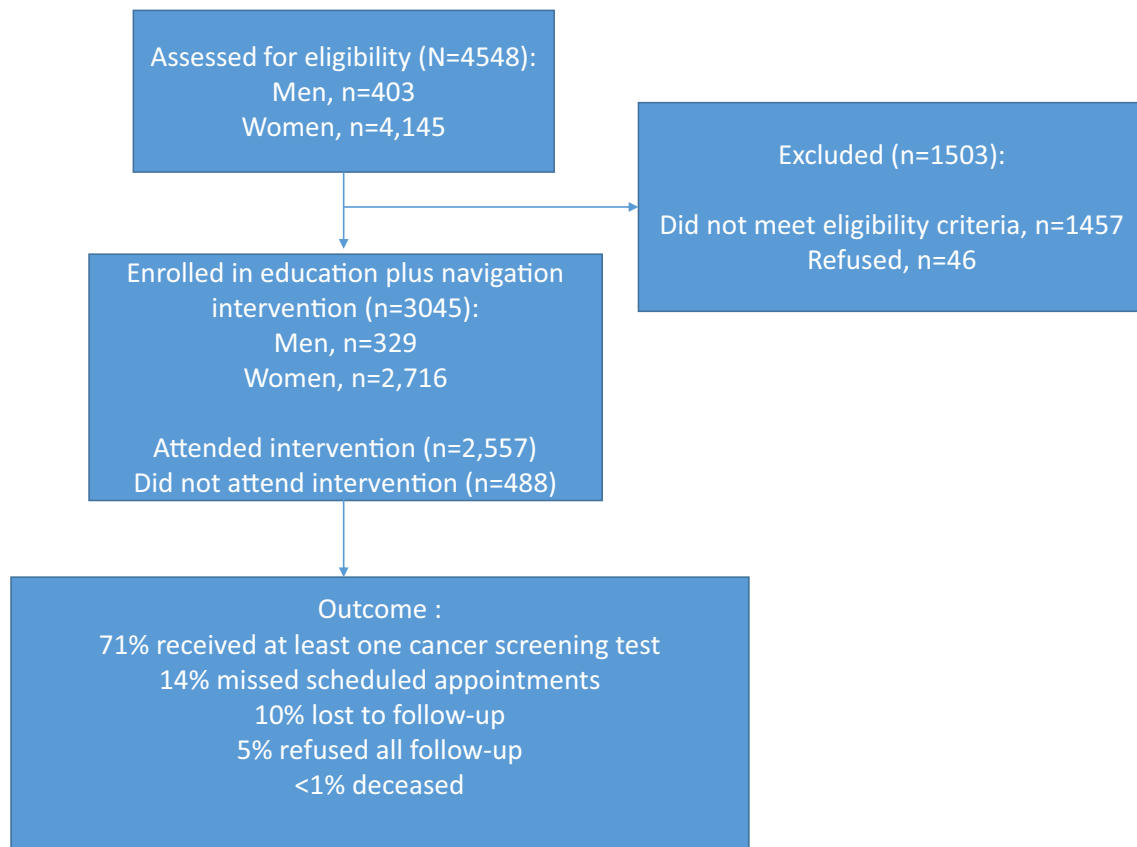 Assessed for eligibility (N=4548):
Men, n=403
Women, n=4,145
Excluded (n=1503):
Did not meet eligibility criteria, n=1457
Refused, n=46
Enrolled in education plus navigation
intervention (n=3045):
Men, n=329
Women, n=2,716
Attended intervention (n=2,557)
Did not attend intervention (n=488)
Outcome :
71% received at least one cancer screening test
14% missed scheduled appointments
10% lost to follow-up
5% refused all follow-up
<1% deceased